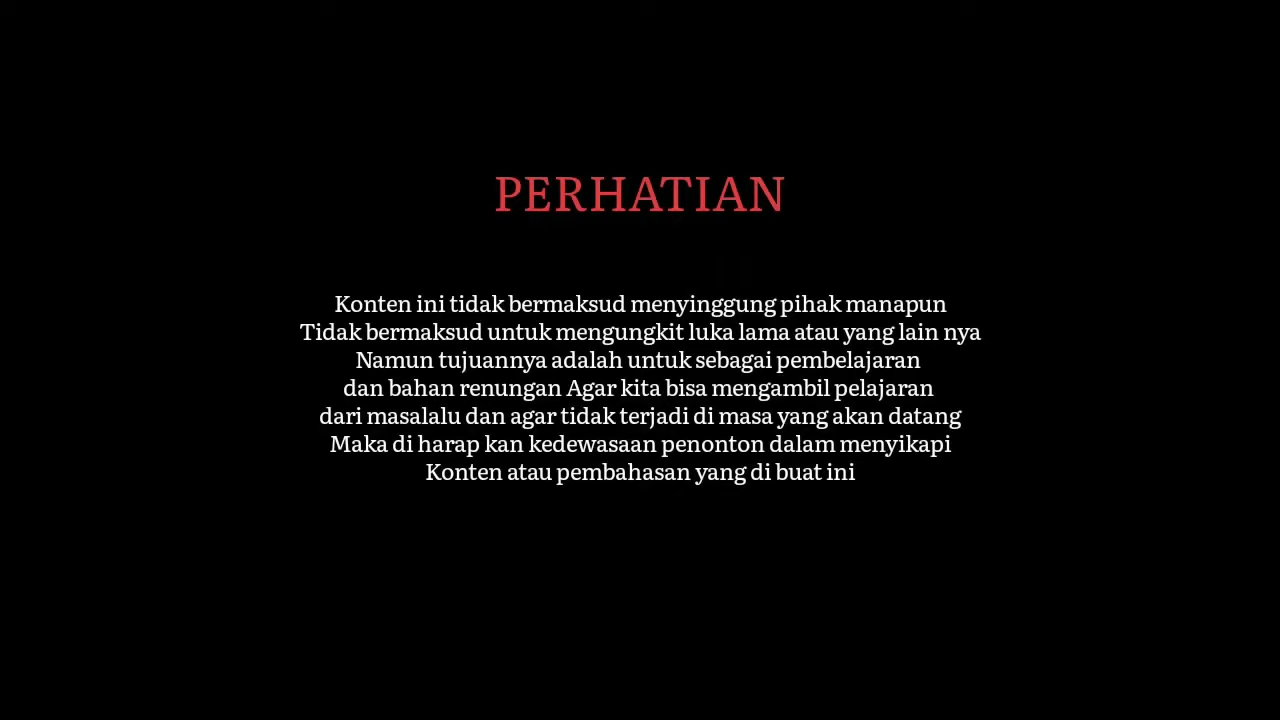 PERHATIAN
Konten ini tidak bermaksud menyinggung pihak manapun
Tidak bermaksud untuk mengungkit luka lama atau yang lain nya
Namun tujuannya adalah untuk sebagai pembelajaran
dan bahan renungan Agar kita bisa mengambil pelajaran
dari masalalu dan agar tidak terjadi di masa yang akan datang
Maka di harap kan kedewasaan penonton dalam menyikapi
Konten atau pembahasan yang di buat ini